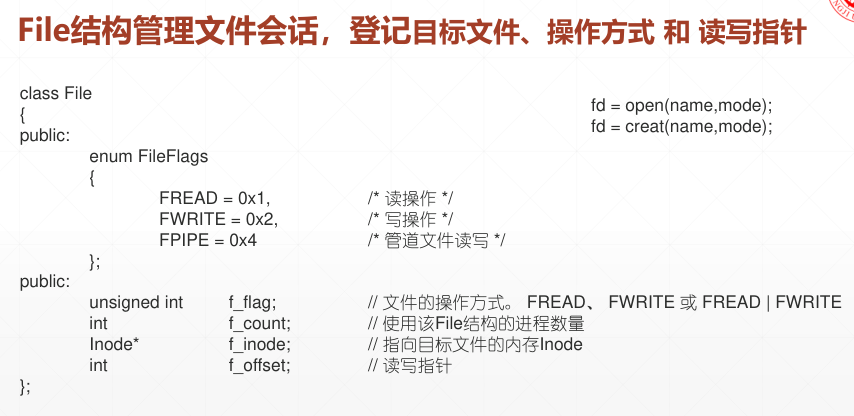 File结构管理文件会话，登记目标文件、操作方式 和 读写指针
class File
{
public:
enum FileFlags
{
FREAD = 0x1, /* 读操作 */
FWRITE = 0x2, /* 写操作 */
FPIPE = 0x4 /* 管道文件读写 */
};
public:
unsigned int f_flag; // 文件的操作方式。 FREAD、 FWRITE 或 FREAD | FWRITE
int f_count; // 使用该File结构的进程数量
Inode* f_inode; // 指向目标文件的内存Inode
int f_offset; // 读写指针
};
fd = open(name,mode);
fd = creat(name,mode);